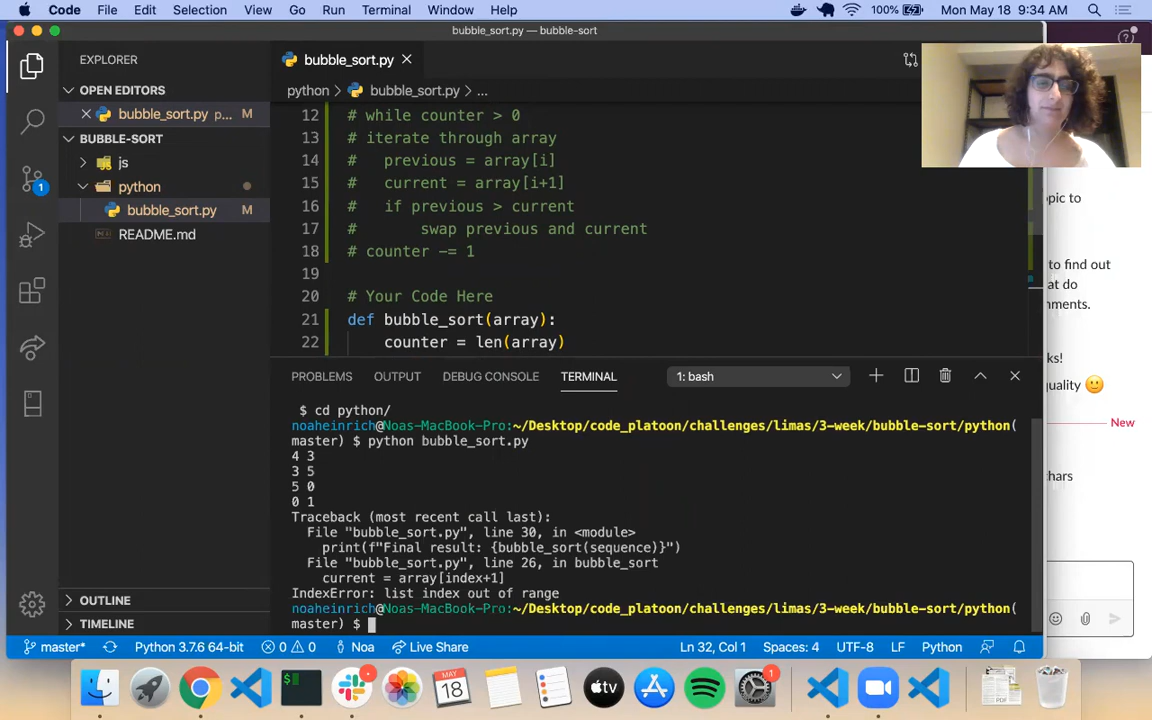 Code File Edit Selection View Go Run Terminal Window Help 100% Mon May 18 9:34 AM
bubble_sort.py — bubble-sort
EXPLORER
bubble_sort.py
OPEN EDITORS
python > bubble_sort.py > ...
bubble_sort.py p... M
12 # while counter > 0
BUBBLE-SORT
13 # iterate through array
js
14 # previous = array[i]
python
15 # current = array[i+1]
bubble_sort.py M
16 # if previous > current
README.md
17 # swap previous and current
18 # counter -= 1
19
20 # Your Code Here
21 def bubble_sort(array):
22 counter = len(array)
1
PROBLEMS OUTPUT DEBUG CONSOLE TERMINAL 1: bash
$ cd python/
noaheinrich@Noas-MacBook-Pro:~/Desktop/code_platoon/challenges/limas/3-week/bubble-sort/python(
master) $ python bubble_sort.py
4 3
3 5
5 0
0 1
Traceback (most recent call last):
File "bubble_sort.py", line 30, in <module>
print(f"Final result: {bubble_sort(sequence)}")
File "bubble_sort.py", line 26, in bubble_sort
current = array[index+1]
IndexError: list index out of range
noaheinrich@Noas-MacBook-Pro:~/Desktop/code_platoon/challenges/limas/3-week/bubble-sort/python(
master) $
OUTLINE
TIMELINE
master* Python 3.7.6 64-bit 0 0 Noa Live Share Ln 32, Col 1 Spaces: 4 UTF-8 LF Python
opic to
to find out
at do
ments.
ks!
quality 🙂
New
chars
MAY
18
tv
1
PDF